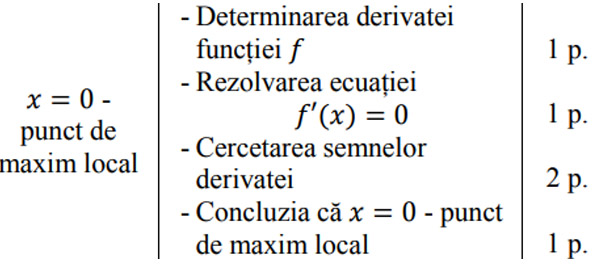 x = 0 -
punct de
maxim local
- Determinarea derivatei
funcției f
1 p.
- Rezolvarea ecuației
f′(x) = 0
1 p.
- Cercetarea semnelor
derivatei
2 p.
- Concluzia că x = 0 - punct
de maxim local
1 p.